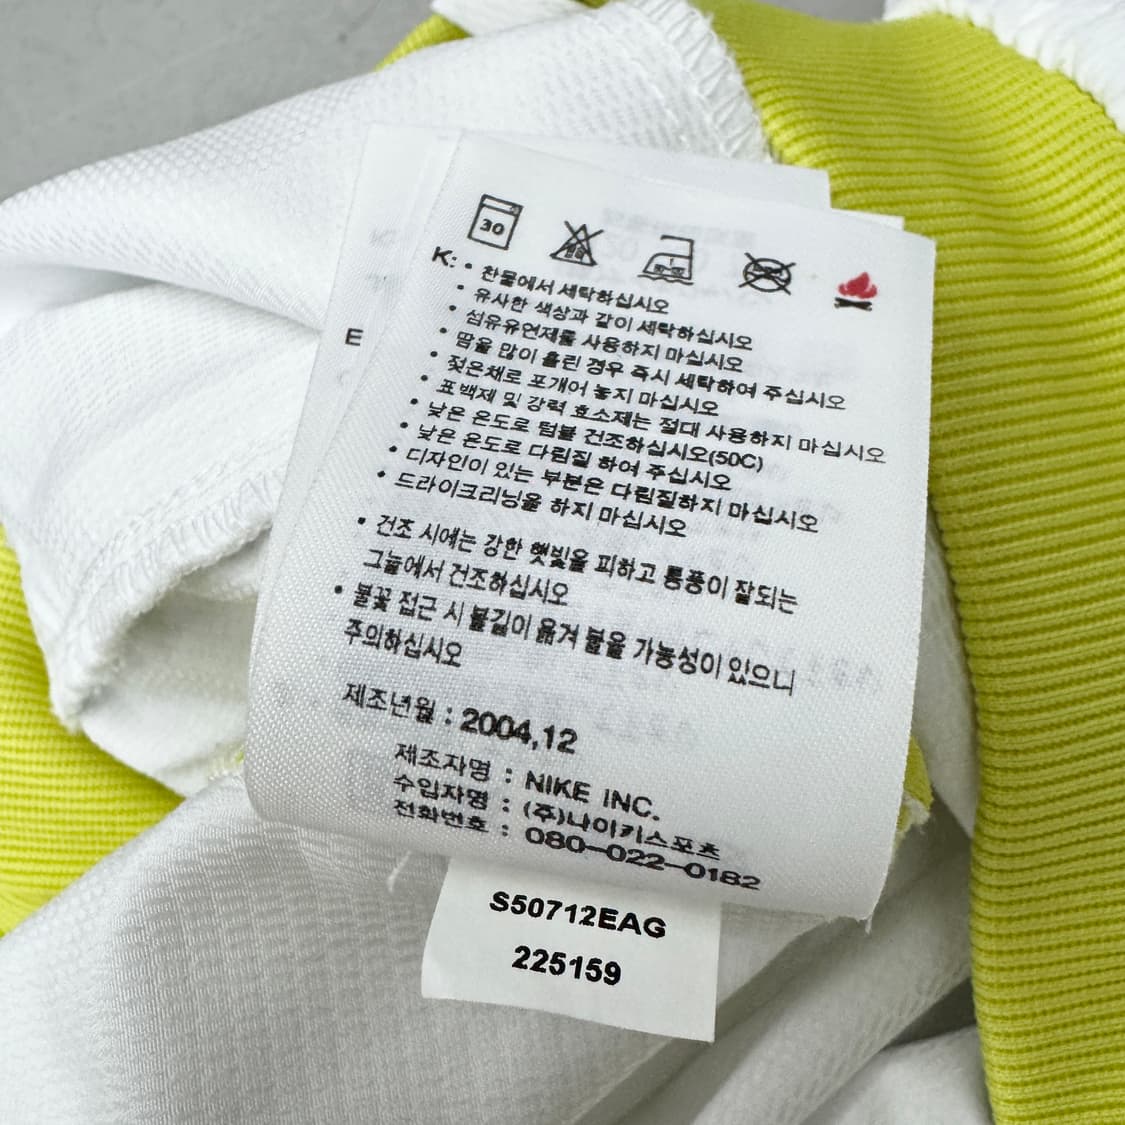 30
표백
약
E
K: • 찬물에서 세탁하십시오
• 유사한 색상과 같이 세탁하십시오
• 섬유유연제를 사용하지 마십시오
• 땀을 많이 흘린 경우 즉시 세탁하여 주십시오
• 젖은채로 포개어 놓지 마십시오
• 표백제 및 강력 효소제는 절대 사용하지 마십시오
• 낮은 온도로 텀블 건조하십시오(50C)
• 낮은 온도로 다림질 하여 주십시오
• 디자인이 있는 부분은 다림질하지 마십시오
• 드라이크리닝을 하지 마십시오
• 건조 시에는 강한 햇빛을 피하고 통풍이 잘되는
그늘에서 건조하십시오
• 불꽃 접근 시 불길이 옮겨 붙을 가능성이 있으니
주의하십시오
제조년월 : 2004,12
제조자명 : NIKE INC.
수입자명 : (주)나이키스포츠
전화번호 : 080-022-0182
S50712EAG
225159